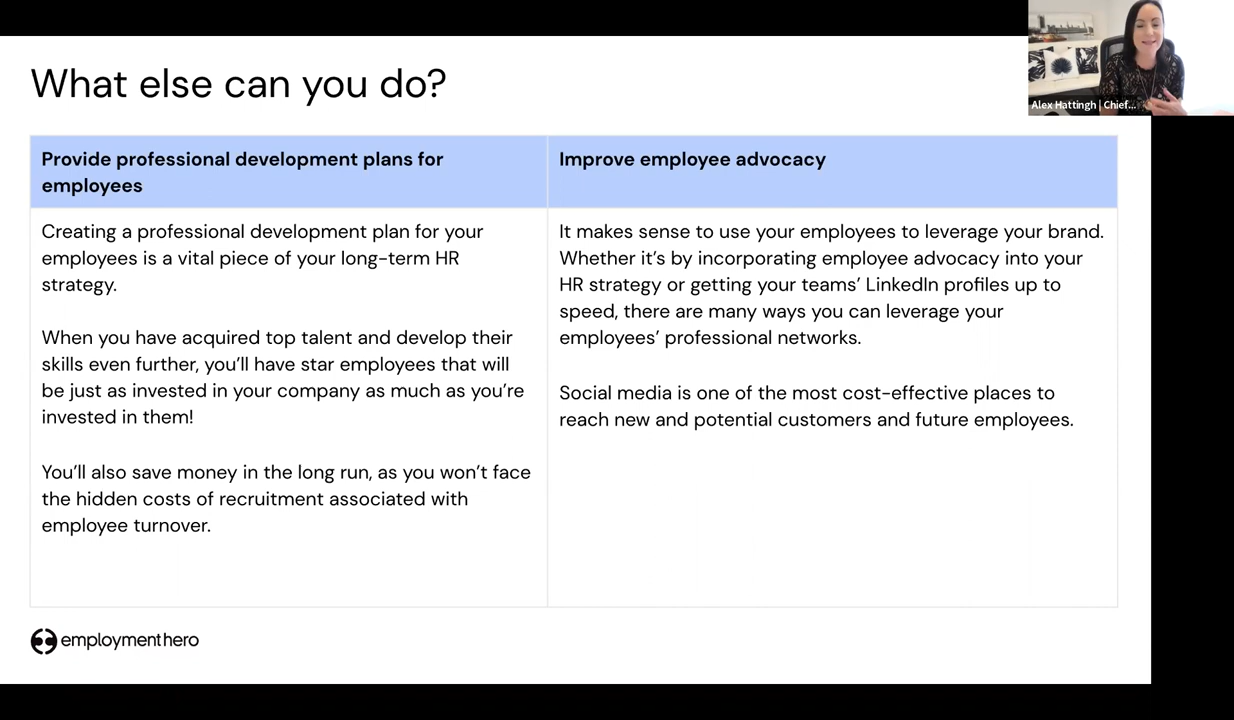 What else can you do?
Alex Hattingh | Chief...
Provide professional development plans for
employees
Creating a professional development plan for your
employees is a vital piece of your long-term HR
strategy.
When you have acquired top talent and develop their
skills even further, you'll have star employees that will
be just as invested in your company as much as you're
invested in them!
You'll also save money in the long run, as you won't face
the hidden costs of recruitment associated with
employee turnover.
Improve employee advocacy
It makes sense to use your employees to leverage your brand.
Whether it's by incorporating employee advocacy into your
HR strategy or getting your teams' LinkedIn profiles up to
speed, there are many ways you can leverage your
employees' professional networks.
Social media is one of the most cost-effective places to
reach new and potential customers and future employees.
employmenthero